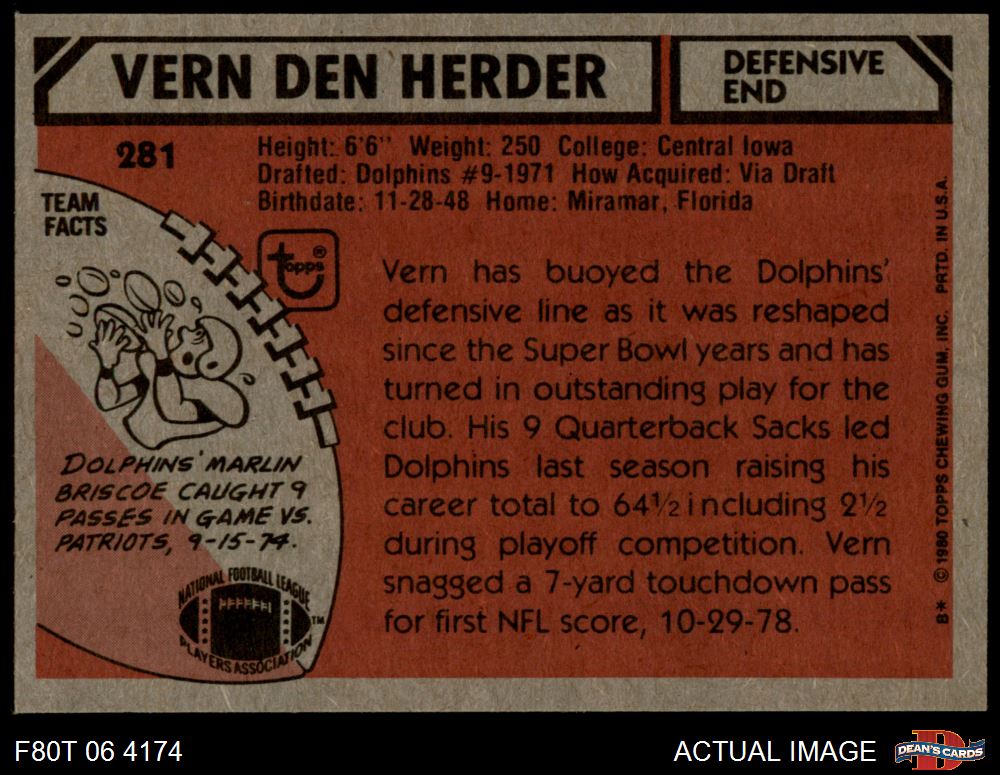 VERN DEN HERDER
DEFENSIVE
END
281
Height: 6'6" Weight: 250 College: Central Iowa
Drafted: Dolphins #9-1971 How Acquired: Via Draft
Birthdate: 11-28-48 Home: Miramar, Florida
TEAM
FACTS
topps®
Vern has buoyed the Dolphins'
defensive line as it was reshaped
since the Super Bowl years and has
turned in outstanding play for the
club. His 9 Quarterback Sacks led
Dolphins last season raising his
career total to 64½ including 2½
during playoff competition. Vern
snagged a 7-yard touchdown pass
for first NFL score, 10-29-78.
DOLPHINS' MARLIN
BRISCOE CAUGHT 9
PASSES IN GAME VS.
PATRIOTS, 9-15-74.
NATIONAL FOOTBALL LEAGUE
PLAYERS ASSOCIATION
TM
B* © 1980 TOPPS CHEWING GUM, INC. PRTD. IN U.S.A.
F80T 06 4174
ACTUAL IMAGE
D
DEAN'S CARDS